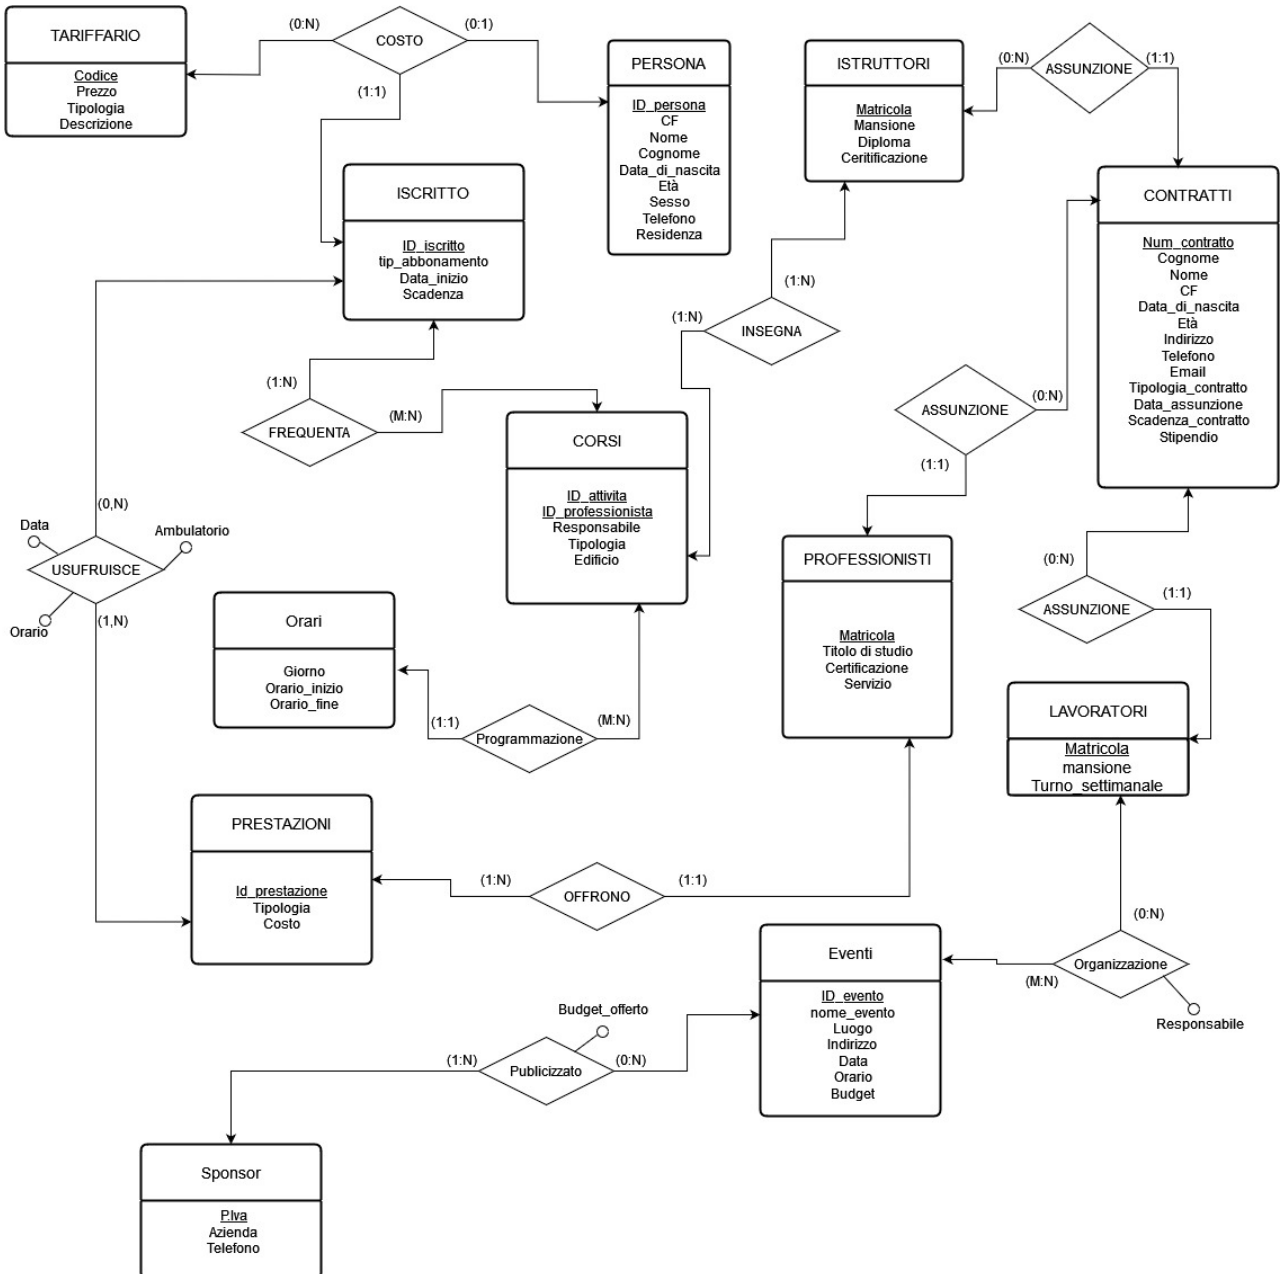 TARIFFARIO
Codice
Prezzo
Tipologia
Descrizione
(0:N)
COSTO
(0:1)
(1:1)
PERSONA
ID_persona
CF
Nome
Cognome
Data_di_nascita
Età
Sesso
Telefono
Residenza
ISTRUTTORI
Matricola
Mansione
Diploma
Ceritificazione
(0:N)
ASSUNZIONE
(1:1)
ISCRITTO
ID_iscritto
tip_abbonamento
Data_inizio
Scadenza
CONTRATTI
Num_contratto
Cognome
Nome
CF
Data_di_nascita
Età
Indirizzo
Telefono
Email
Tipologia_contratto
Data_assunzione
Scadenza_contratto
Stipendio
(1:N)
(1:N)
INSEGNA
(1:N)
FREQUENTA
(M:N)
ASSUNZIONE
(0:N)
(1:1)
CORSI
ID_attivita
ID_professionista
Responsabile
Tipologia
Edificio
(0,N)
Data
Ambulatorio
USUFRUISCE
Orario
(1,N)
PROFESSIONISTI
Matricola
Titolo di studio
Certificazione
Servizio
(0:N)
ASSUNZIONE
(1:1)
Orari
Giorno
Orario_inizio
Orario_fine
(1:1)
Programmazione
(M:N)
LAVORATORI
Matricola
mansione
Turno_settimanale
PRESTAZIONI
Id_prestazione
Tipologia
Costo
(1:N)
OFFRONO
(1:1)
(0:N)
Organizzazione
(M:N)
Responsabile
Eventi
ID_evento
nome_evento
Luogo
Indirizzo
Data
Orario
Budget
Budget_offerto
(1:N)
Publicizzato
(0:N)
Sponsor
P.Iva
Azienda
Telefono